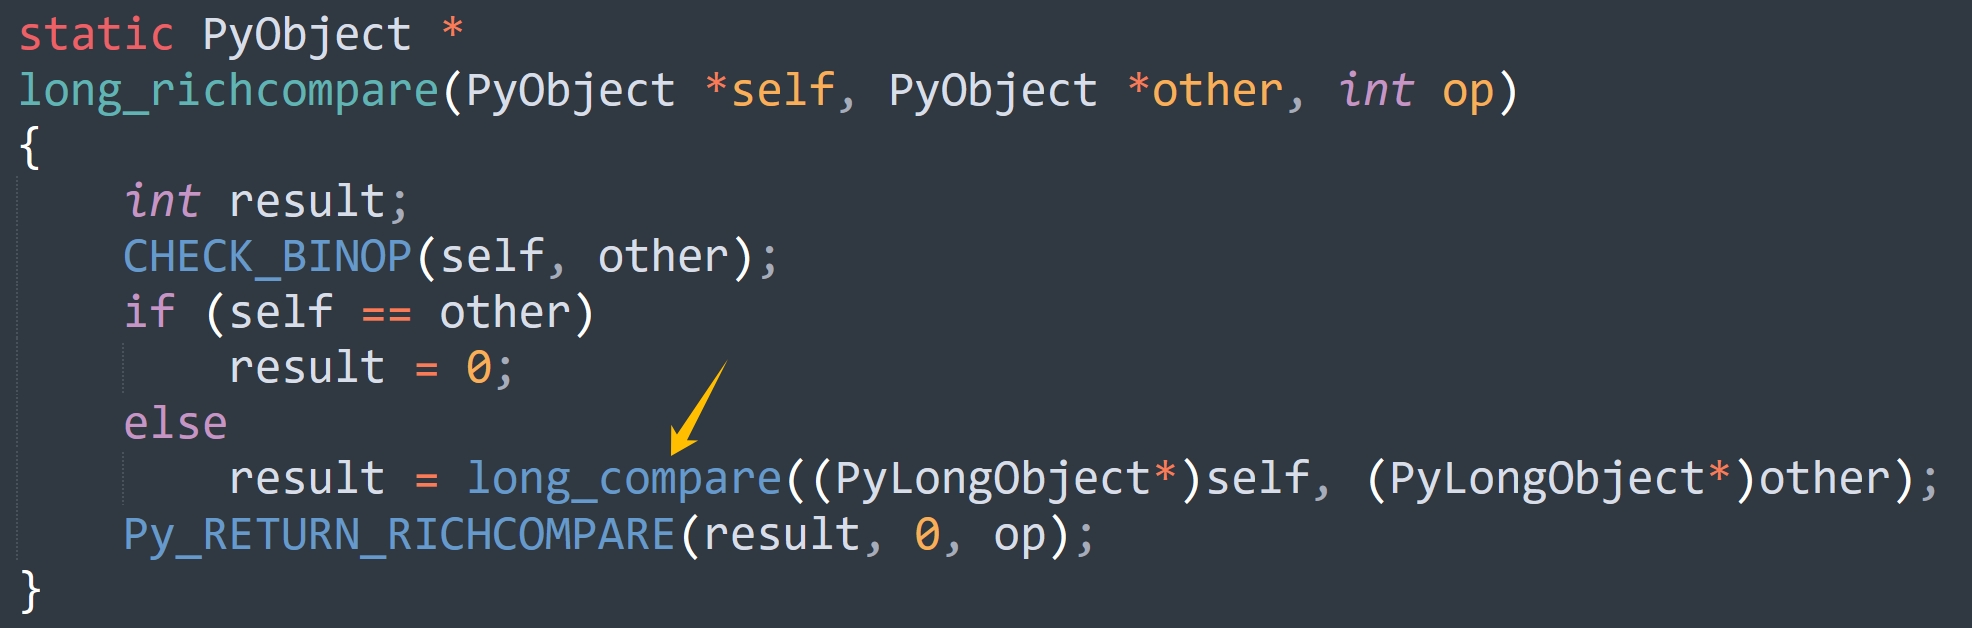 static PyObject *
long_richcompare(PyObject *self, PyObject *other, int op)
{
    int result;
    CHECK_BINOP(self, other);
    if (self == other)
        result = 0;
    else
        result = long_compare((PyLongObject*)self, (PyLongObject*)other);
    Py_RETURN_RICHCOMPARE(result, 0, op);
}